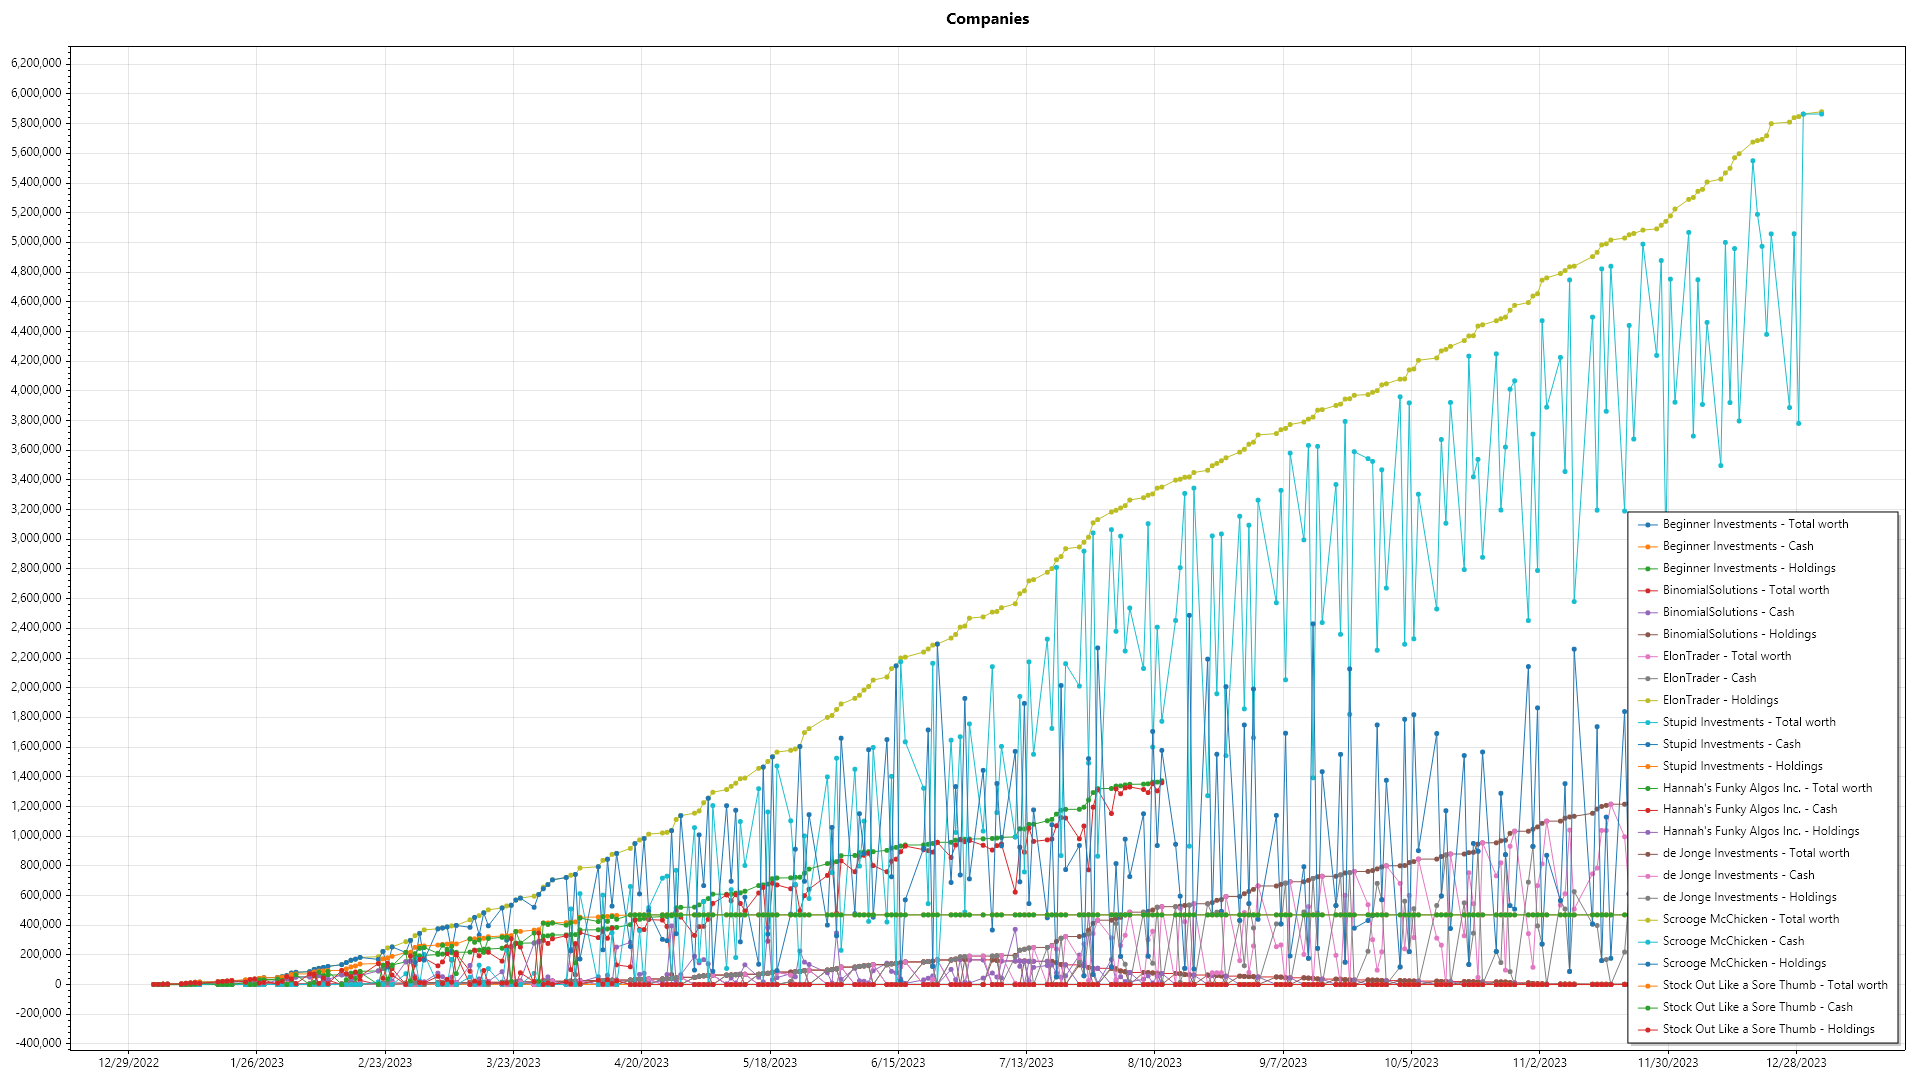 Companies
6,200,000
6,000,000
5,800,000
5,600,000
5,400,000
5,200,000
5,000,000
4,800,000
4,600,000
4,400,000
4,200,000
4,000,000
3,800,000
3,600,000
3,400,000
3,200,000
3,000,000
2,800,000
2,600,000
2,400,000
2,200,000
2,000,000
1,800,000
1,600,000
1,400,000
1,200,000
1,000,000
800,000
600,000
400,000
200,000
0
-200,000
-400,000
12/29/2022 1/26/2023 2/23/2023 3/23/2023 4/20/2023 5/18/2023 6/15/2023 7/13/2023 8/10/2023 9/7/2023 10/5/2023 11/2/2023 11/30/2023 12/28/2023
Beginner Investments - Total worth
Beginner Investments - Cash
Beginner Investments - Holdings
BinomialSolutions - Total worth
BinomialSolutions - Cash
BinomialSolutions - Holdings
ElonTrader - Total worth
ElonTrader - Cash
ElonTrader - Holdings
Stupid Investments - Total worth
Stupid Investments - Cash
Stupid Investments - Holdings
Hannah's Funky Algos Inc. - Total worth
Hannah's Funky Algos Inc. - Cash
Hannah's Funky Algos Inc. - Holdings
de Jonge Investments - Total worth
de Jonge Investments - Cash
de Jonge Investments - Holdings
Scrooge McChicken - Total worth
Scrooge McChicken - Cash
Scrooge McChicken - Holdings
Stock Out Like a Sore Thumb - Total worth
Stock Out Like a Sore Thumb - Cash
Stock Out Like a Sore Thumb - Holdings